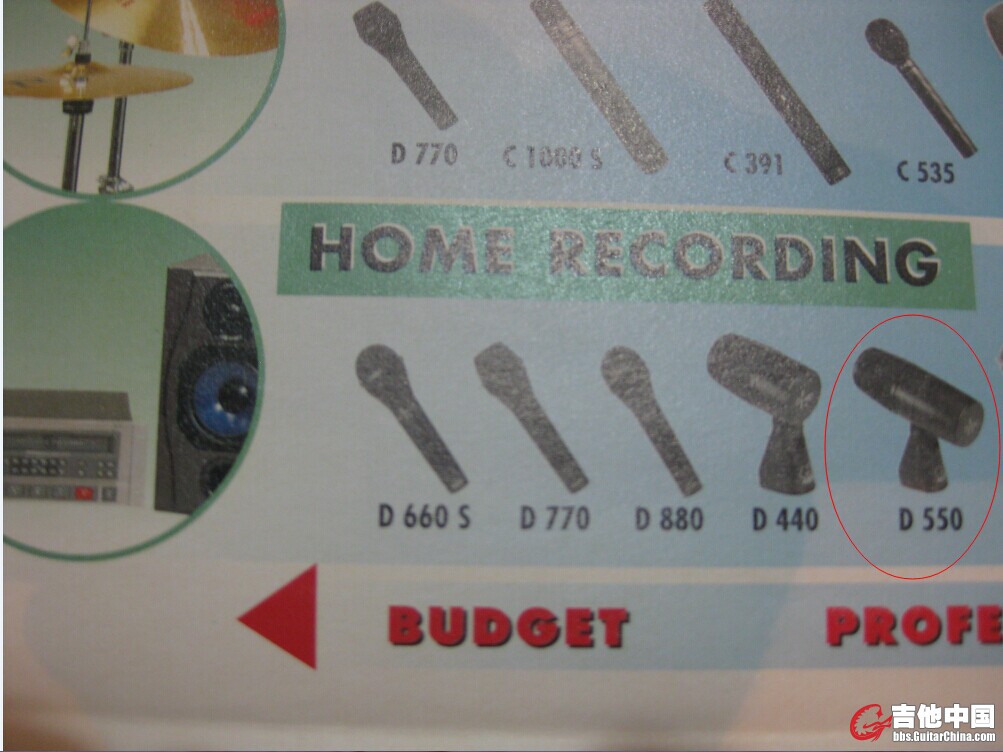 D 770 C 1000 S C 391 C 535
HOME RECORDING
D 660 S D 770 D 880 D 440 D 550
BUDGET PROFE
吉他中国
bbs.GuitarChina.com